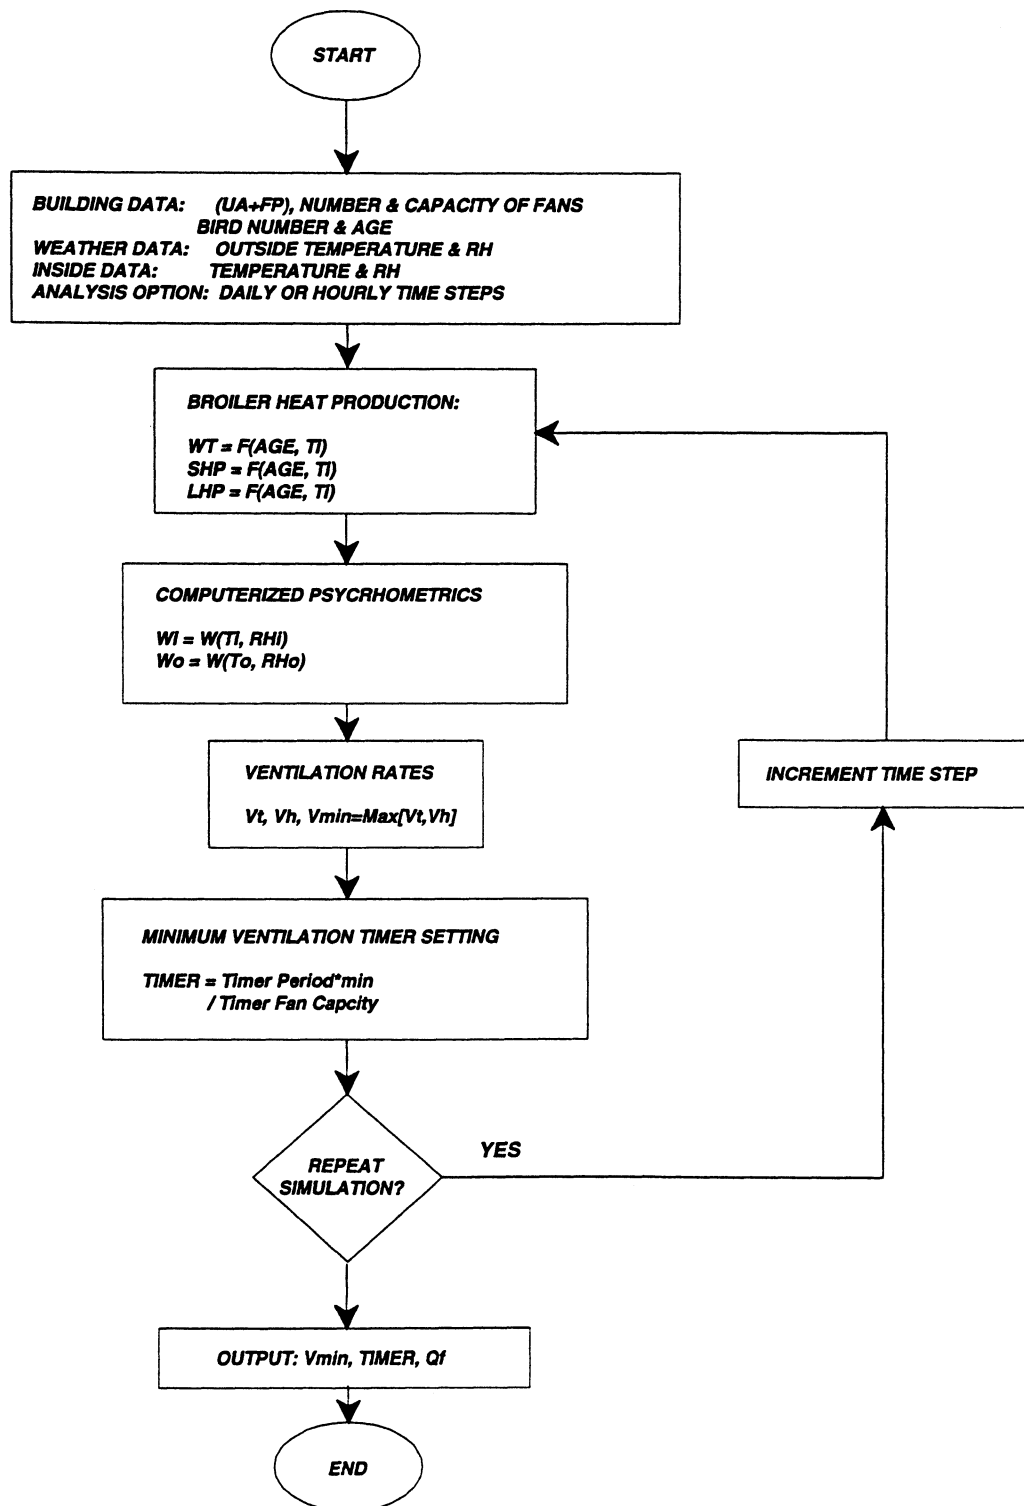 START
BUILDING DATA: (UA+FP), NUMBER & CAPACITY OF FANS
BIRD NUMBER & AGE
WEATHER DATA: OUTSIDE TEMPERATURE & RH
INSIDE DATA: TEMPERATURE & RH
ANALYSIS OPTION: DAILY OR HOURLY TIME STEPS
BROILER HEAT PRODUCTION:
WT = F(AGE, Ti)
SHP = F(AGE, Ti)
LHP = F(AGE, Ti)
COMPUTERIZED PSYCRHOMETRICS
Wi = W(Ti, RHi)
Wo = W(To, RHo)
VENTILATION RATES
Vt, Vh, Vmin=Max[Vt,Vh]
INCREMENT TIME STEP
MINIMUM VENTILATION TIMER SETTING
TIMER = Timer Period*min
/ Timer Fan Capcity
YES
REPEAT
SIMULATION?
OUTPUT: Vmin, TIMER, Qf
END